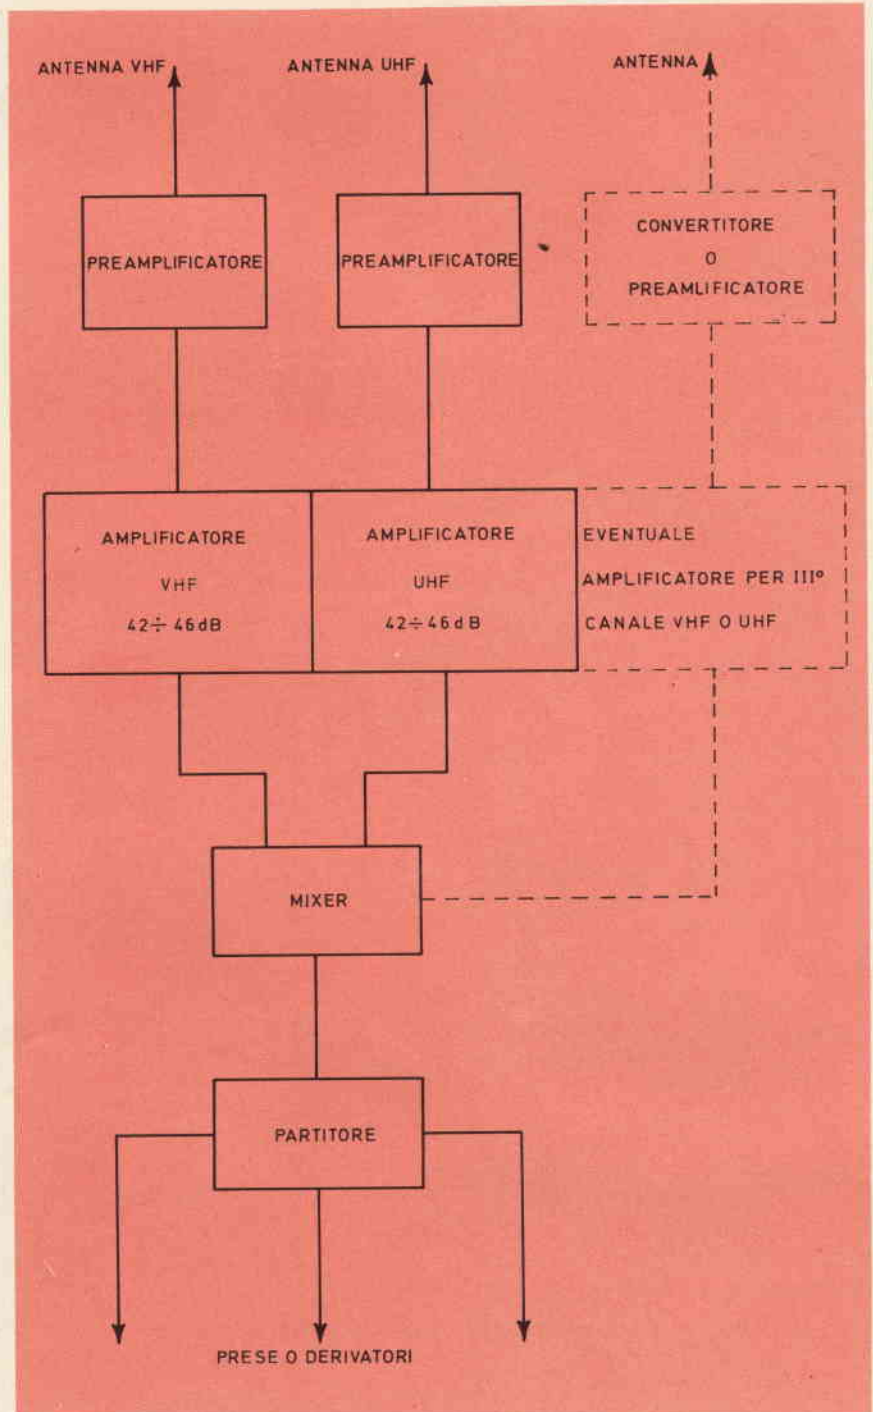 ANTENNA VHF
ANTENNA UHF
ANTENNA
PREAMPLIFICATORE
PREAMPLIFICATORE
CONVERTITORE
O
PREAMLIFICATORE
AMPLIFICATORE
VHF
42÷46dB
AMPLIFICATORE
UHF
42÷46dB
EVENTUALE
AMPLIFICATORE PER III°
CANALE VHF O UHF
MIXER
PARTITORE
PRESE O DERIVATORI